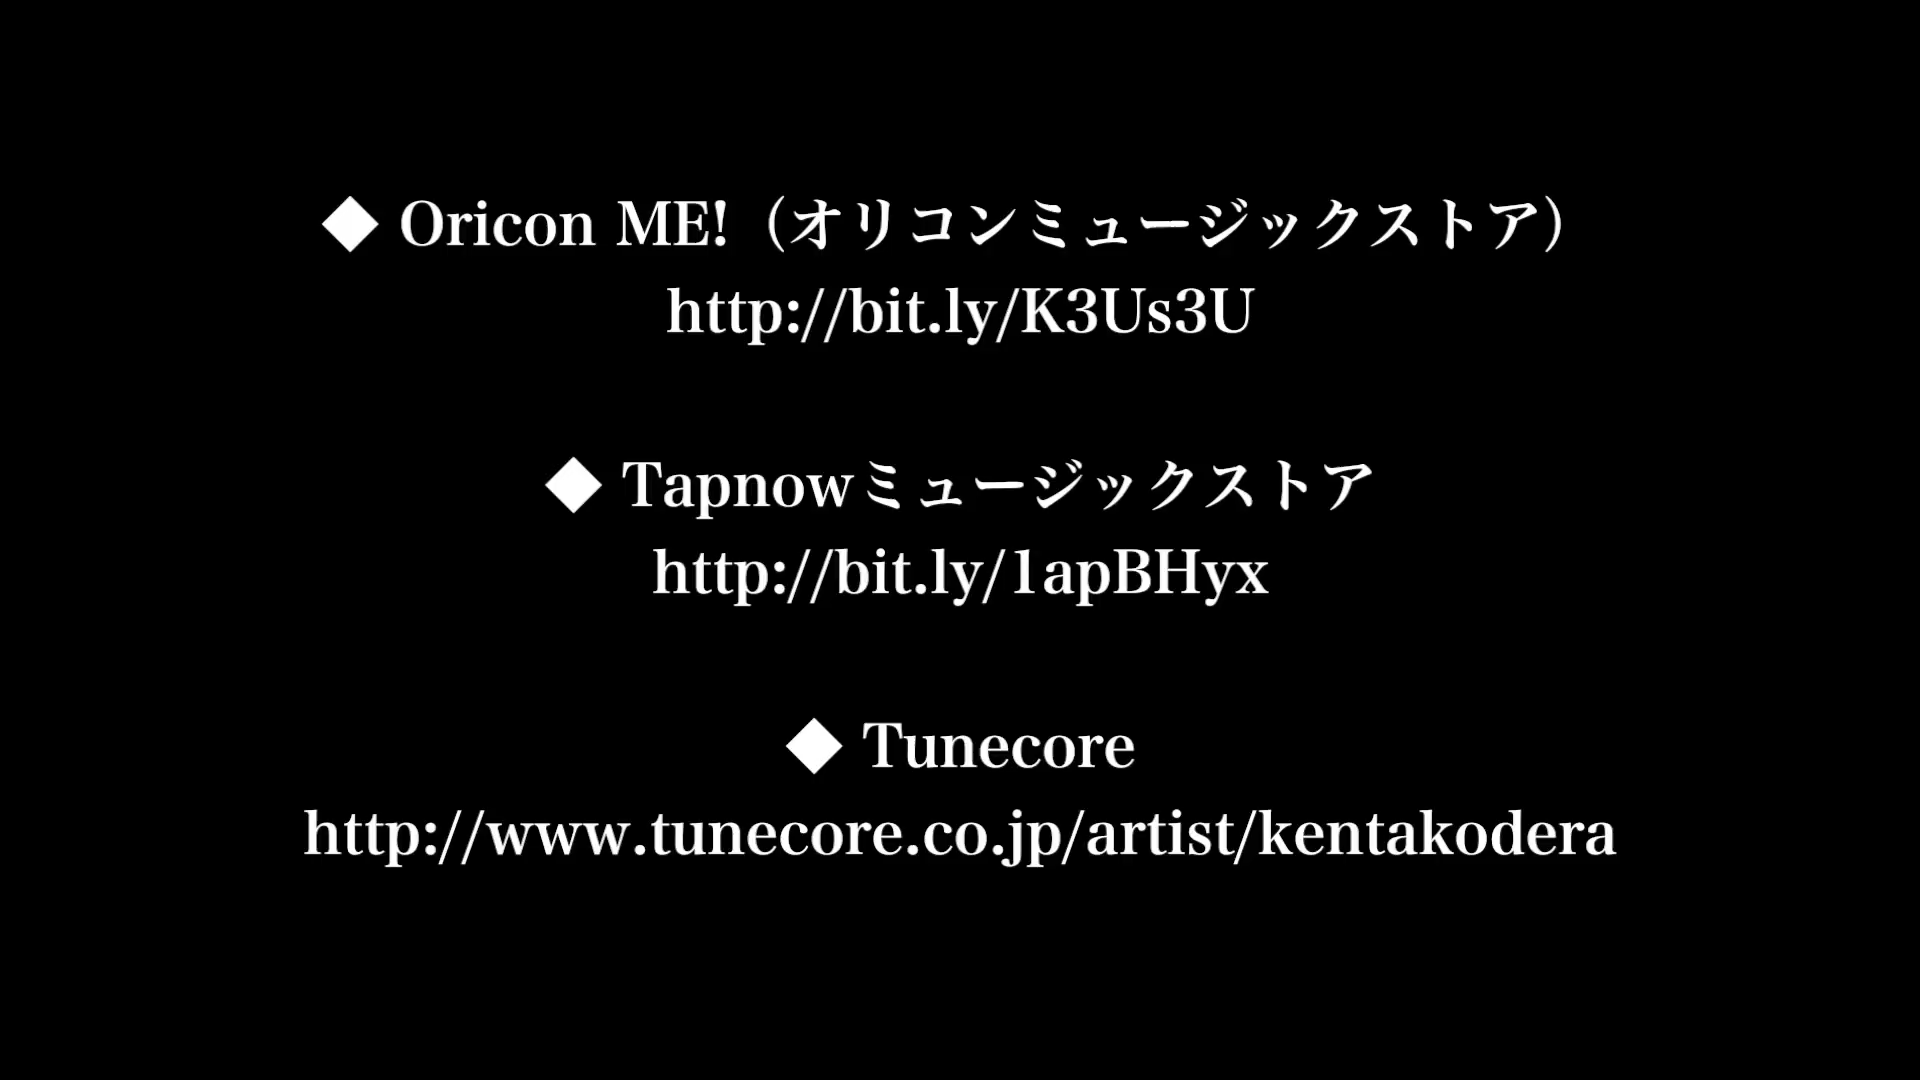 ◆ Oricon ME!（オリコンミュージックストア）
http://bit.ly/K3Us3U
◆ Tapnowミュージックストア
http://bit.ly/1apBHyx
◆ Tunecore
http://www.tunecore.co.jp/artist/kentakodera